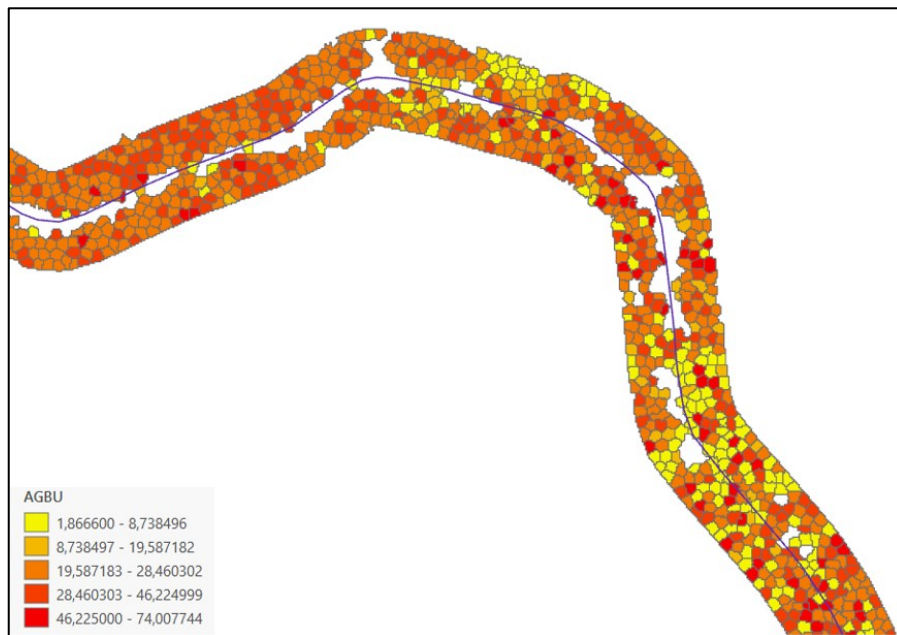 AGBU
1,866600 - 8,738496
8,738497 - 19,587182
19,587183 - 28,460302
28,460303 - 46,224999
46,225000 - 74,007744